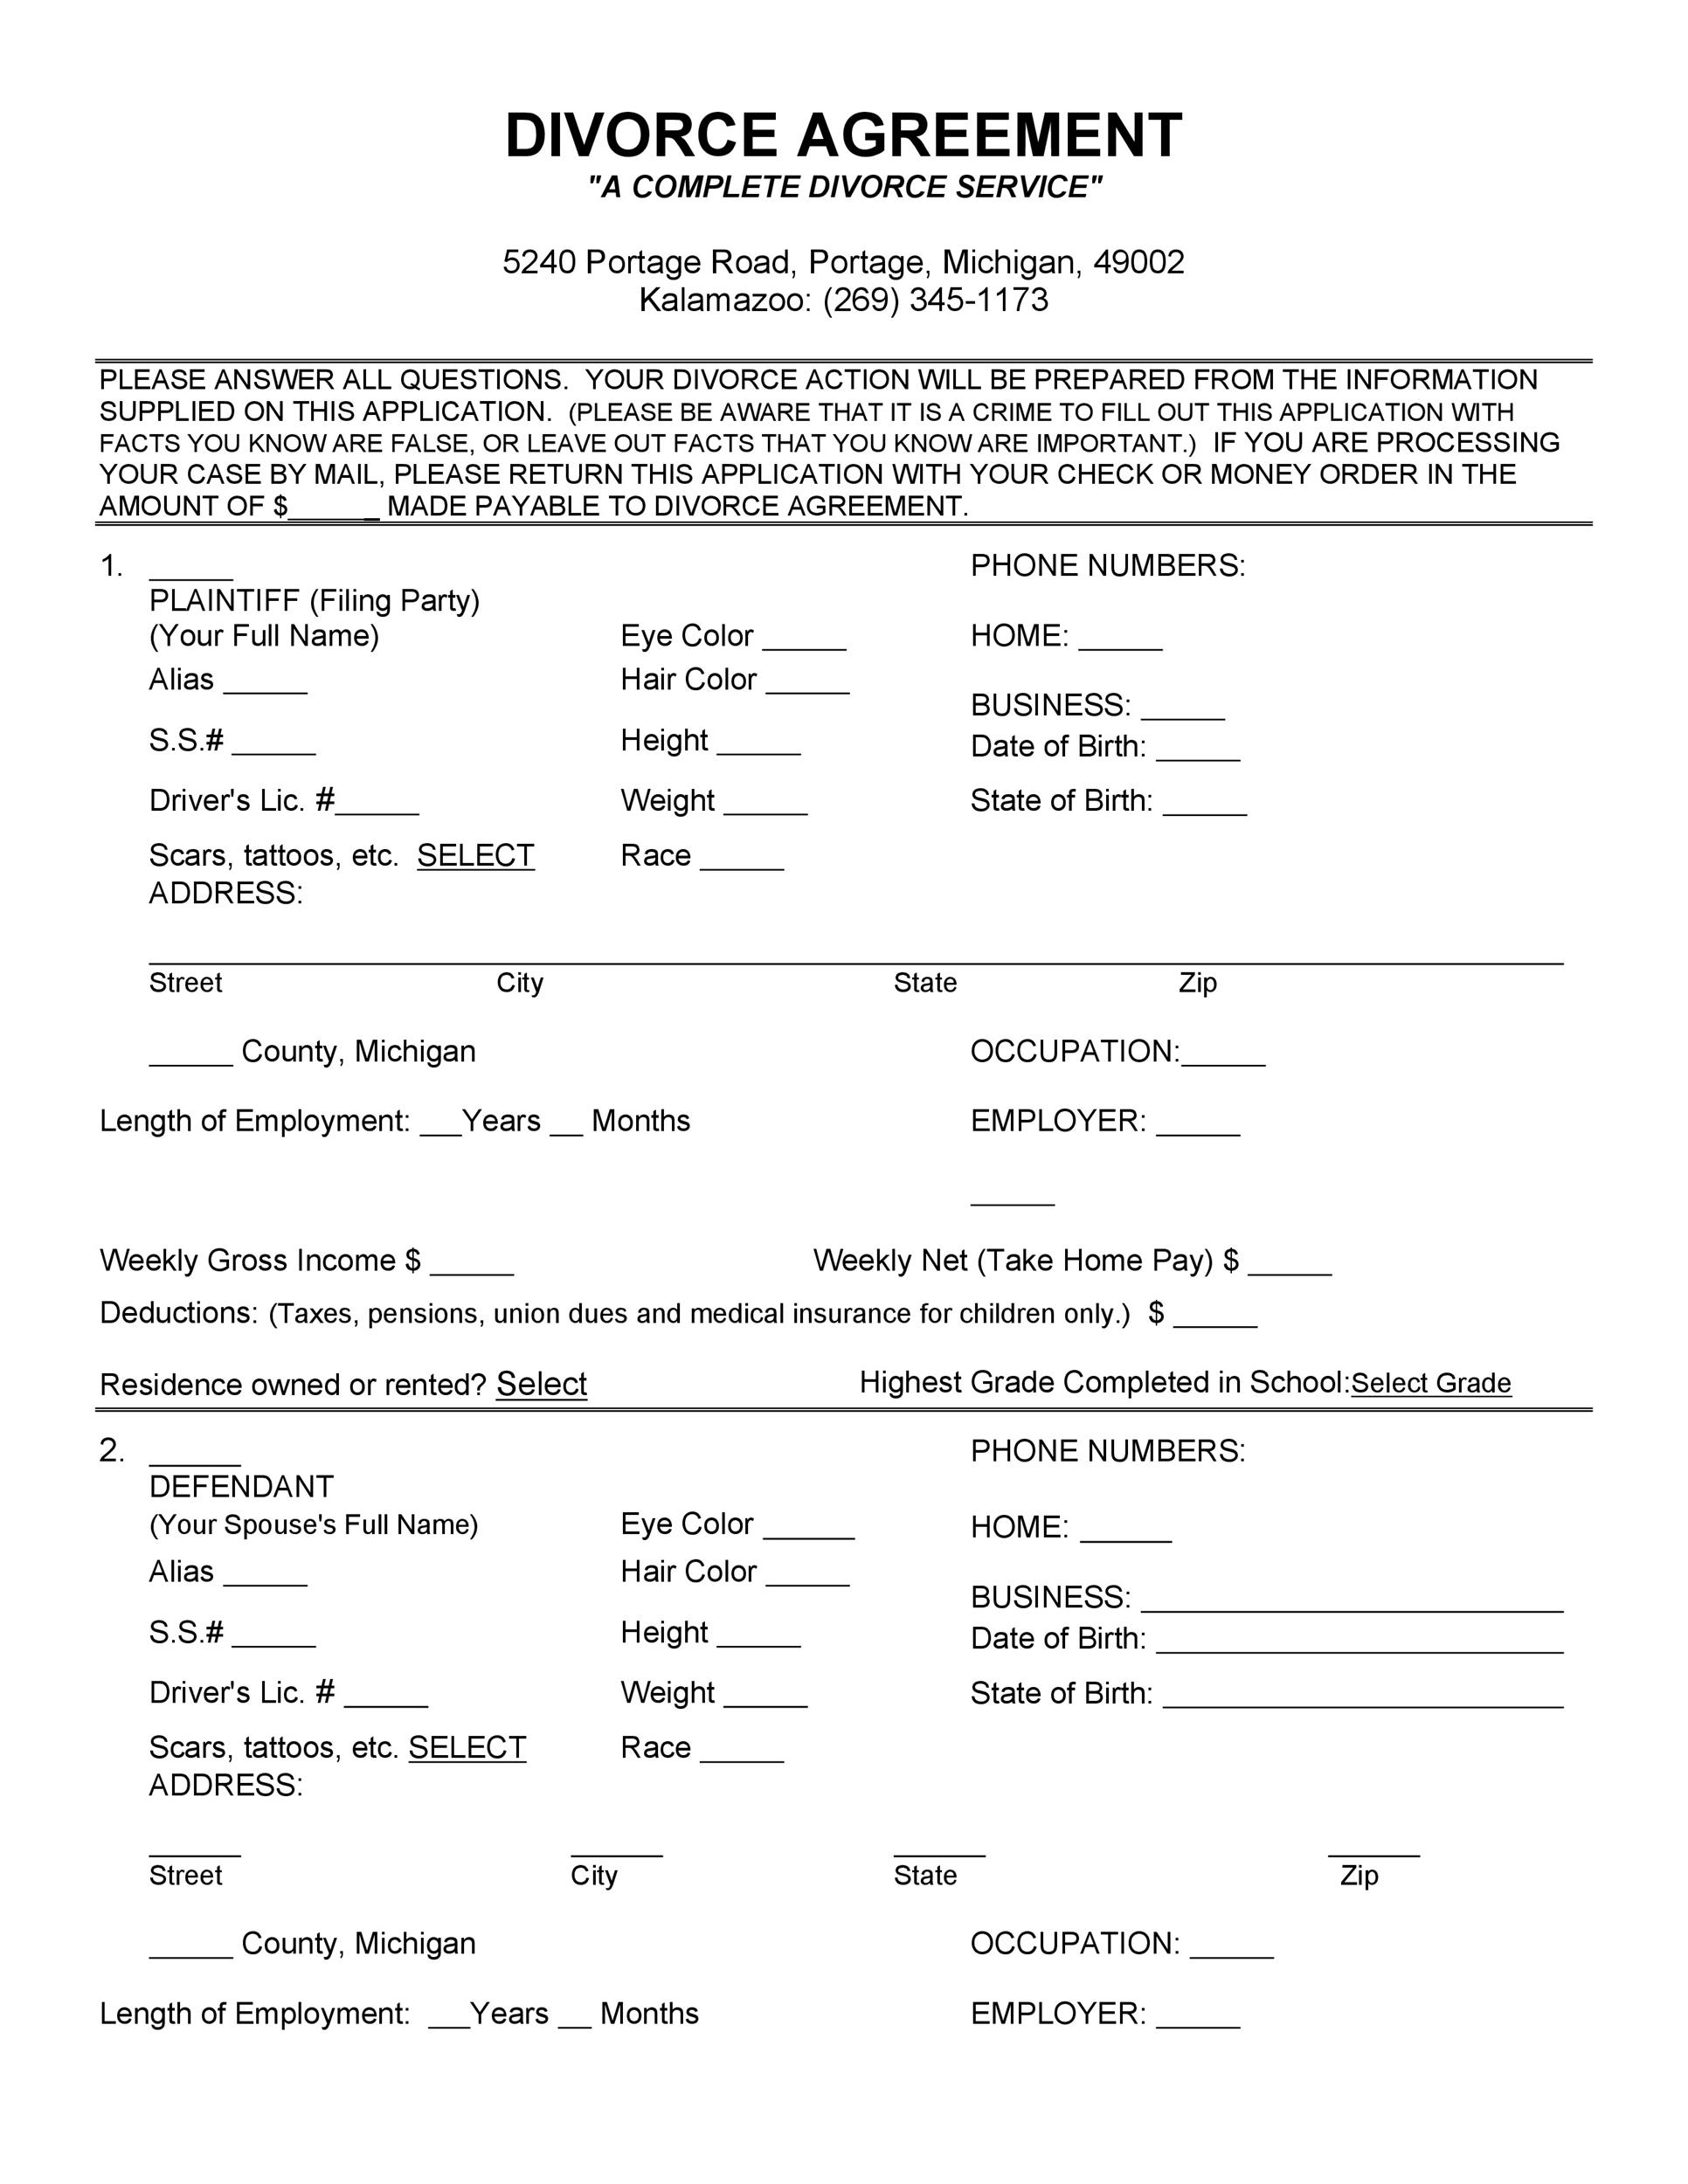 DIVORCE AGREEMENT
"A COMPLETE DIVORCE SERVICE"
5240 Portage Road, Portage, Michigan, 49002
Kalamazoo: (269) 345-1173
PLEASE ANSWER ALL QUESTIONS. YOUR DIVORCE ACTION WILL BE PREPARED FROM THE INFORMATION
SUPPLIED ON THIS APPLICATION. (PLEASE BE AWARE THAT IT IS A CRIME TO FILL OUT THIS APPLICATION WITH
FACTS YOU KNOW ARE FALSE, OR LEAVE OUT FACTS THAT YOU KNOW ARE IMPORTANT.) IF YOU ARE PROCESSING
YOUR CASE BY MAIL, PLEASE RETURN THIS APPLICATION WITH YOUR CHECK OR MONEY ORDER IN THE
AMOUNT OF $______ MADE PAYABLE TO DIVORCE AGREEMENT.
1. _____ PHONE NUMBERS:
PLAINTIFF (Filing Party)
(Your Full Name) Eye Color _____ HOME: _____
Alias _____ Hair Color _____
BUSINESS: _____
S.S.# _____ Height _____ Date of Birth: _____
Driver's Lic. #_____ Weight _____ State of Birth: _____
Scars, tattoos, etc. SELECT Race _____
ADDRESS:
Street City State Zip
_____ County, Michigan OCCUPATION:_____
Length of Employment: ___Years __ Months EMPLOYER: _____
_____
Weekly Gross Income $ _____ Weekly Net (Take Home Pay) $ _____
Deductions: (Taxes, pensions, union dues and medical insurance for children only.) $ _____
Residence owned or rented? Select Highest Grade Completed in School:Select Grade
2. _____ PHONE NUMBERS:
DEFENDANT
(Your Spouse's Full Name) Eye Color _____ HOME: _____
Alias _____ Hair Color _____
BUSINESS: _____
S.S.# _____ Height _____ Date of Birth: _____
Driver's Lic. # _____ Weight _____ State of Birth: _____
Scars, tattoos, etc. SELECT Race _____
ADDRESS:
Street City State Zip
_____ County, Michigan OCCUPATION: _____
Length of Employment: ___Years __ Months EMPLOYER: _____